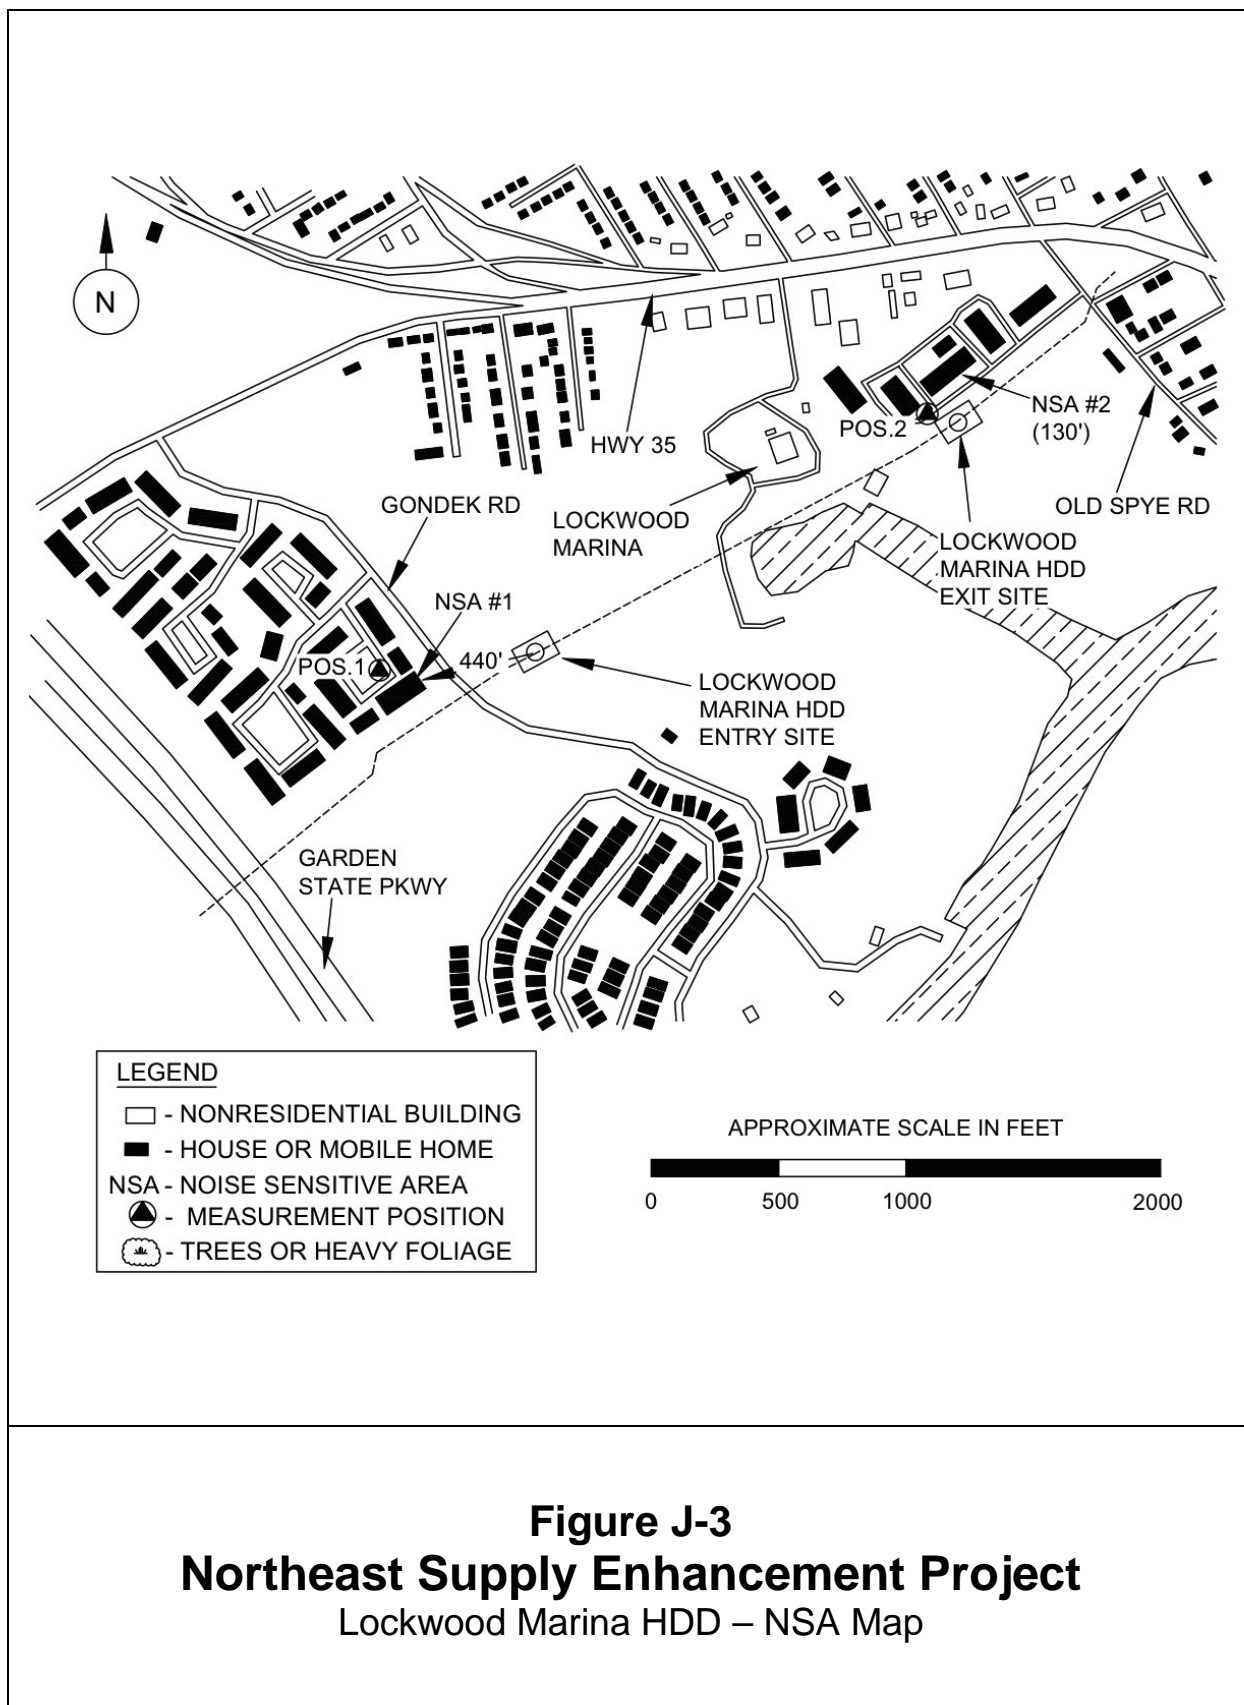 N
HWY 35
POS.2
NSA #2
(130')
GONDEK RD
LOCKWOOD
MARINA
OLD SPYE RD
LOCKWOOD
MARINA HDD
EXIT SITE
NSA #1
POS.1
440'
LOCKWOOD
MARINA HDD
ENTRY SITE
GARDEN
STATE PKWY
LEGEND
- NONRESIDENTIAL BUILDING
- HOUSE OR MOBILE HOME
NSA - NOISE SENSITIVE AREA
- MEASUREMENT POSITION
- TREES OR HEAVY FOLIAGE
APPROXIMATE SCALE IN FEET
0 500 1000 2000
Figure J-3
Northeast Supply Enhancement Project
Lockwood Marina HDD – NSA Map